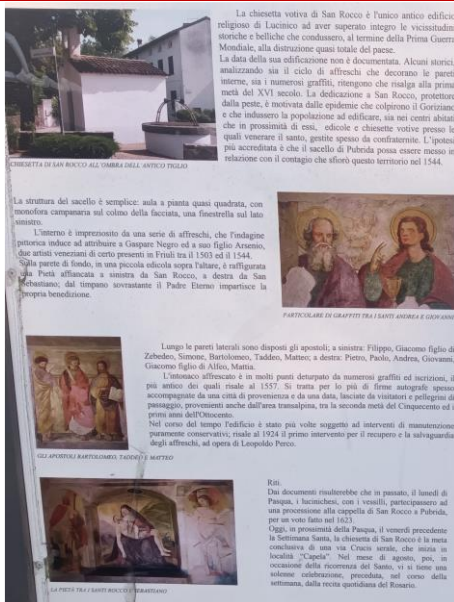 La chiesetta votiva di San Rocco è l'unico antico edificio
religioso di Lucinico ad aver superato integro le vicissitudini
storiche e belliche che condussero, al termine della Prima Guerra
Mondiale, alla distruzione quasi totale del paese.
La data della sua edificazione non è documentata. Alcuni storici,
analizzando sia il ciclo di affreschi che decorano le pareti
interne, sia i numerosi graffiti, ritengono che risalga alla prima
metà del XVI secolo. La dedicazione a San Rocco, protettore
dalla peste, è motivata dalle epidemie che colpirono il Goriziano
e che indussero la popolazione ad edificare, sia nei centri abitati
che in prossimità di essi, edicole e chiesette votive presso le
quali venerare il santo, gestite spesso da confraternite. L'ipotesi
più accreditata è che il sacello di Pubrida possa essere messo in
relazione con il contagio che sfiorò questo territorio nel 1544.
CHIESETTA DI SAN ROCCO ALL'OMBRA DELL'ANTICO TIGLIO
La struttura del sacello è semplice: aula a pianta quasi quadrata, con
monofora campanaria sul colmo della facciata, una finestrella sul lato
sinistro.
L'interno è impreziosito da una serie di affreschi, che l'indagine
pittorica induce ad attribuire a Gaspare Negro ed a suo figlio Arsenio,
due artisti veneziani di certo presenti in Friuli tra il 1503 ed il 1544.
Sulla parete di fondo, in una piccola edicola sopra l'altare, è raffigurata
una Pietà affiancata a sinistra da San Rocco, a destra da San
Sebastiano; dal timpano sovrastante il Padre Eterno impartisce la
propria benedizione.
PARTICOLARE DI GRAFFITI TRA I SANTI ANDREA E GIOVANNI
Lungo le pareti laterali sono disposti gli apostoli; a sinistra: Filippo, Giacomo figlio di
Zebedeo, Simone, Bartolomeo, Taddeo, Matteo; a destra: Pietro, Paolo, Andrea, Giovanni,
Giacomo figlio di Alfeo, Mattia.
L'intonaco affrescato è in molti punti deturpato da numerosi graffiti ed iscrizioni, il
più antico dei quali risale al 1557. Si tratta per lo più di firme autografe spesso
accompagnate da una città di provenienza e da una data, lasciate da visitatori e pellegrini di
passaggio, provenienti anche dall'area transalpina, tra la seconda metà del Cinquecento ed i
primi anni dell'Ottocento.
Nel corso del tempo l'edificio è stato più volte soggetto ad interventi di manutenzione
puramente conservativi; risale al 1924 il primo intervento per il recupero e la salvaguardia
degli affreschi, ad opera di Leopoldo Perco.
GLI APOSTOLI BARTOLOMEO, TADDEO E MATTEO
Riti.
Dai documenti risulterebbe che in passato, il lunedì di
Pasqua, i lucinichesi, con i vessilli, partecipassero ad
una processione alla cappella di San Rocco a Pubrida,
per un voto fatto nel 1623.
Oggi, in prossimità della Pasqua, il venerdì precedente
la Settimana Santa, la chiesetta di San Rocco è la meta
conclusiva di una via Crucis serale, che inizia in
località "Capela". Nel mese di agosto, poi, in
occasione della ricorrenza del Santo, vi si tiene una
solenne celebrazione, preceduta, nel corso della
settimana, dalla recita quotidiana del Rosario.
LA PIETÀ TRA I SANTI ROCCO E SEBASTIANO